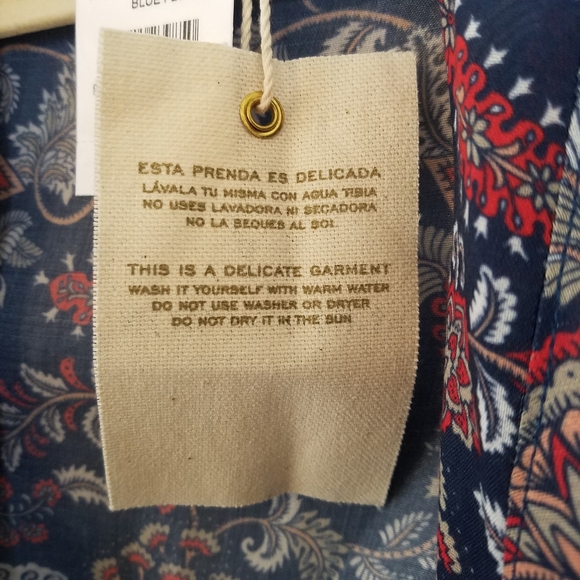 ESTA PRENDA ES DELICADA
LÁVALA TU MISMA CON AGUA TIBIA
NO USES LAVADORA NI SECADORA
NO LA SEQUES AL SOL
THIS IS A DELICATE GARMENT
WASH IT YOURSELF WITH WARM WATER
DO NOT USE WASHER OR DRYER
DO NOT DRY IT IN THE SUN